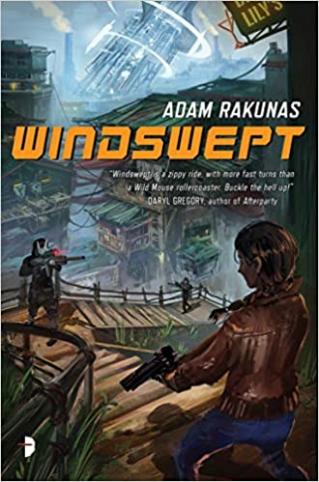 LILY'S
ADAM RAKUNAS
WINDSWEPT
"Windswept is a zippy ride, with more fast turns than
a Wild Mouse rollercoaster. Buckle the hell up!"
DARYL GREGORY, author of Afterparty